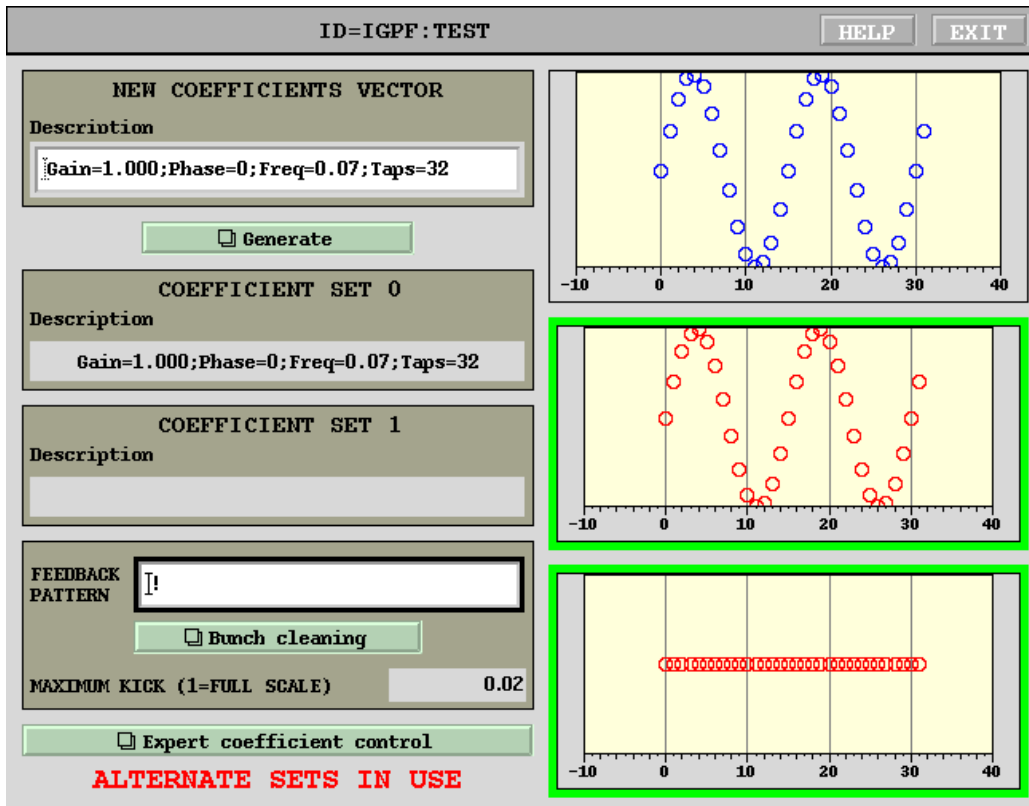 ID=IGPF:TEST
HELP
EXIT
NEW COEFFICIENTS VECTOR
Description
Gain=1.000;Phase=0;Freq=0.07;Taps=32
Generate
COEFFICIENT SET 0
Description
Gain=1.000;Phase=0;Freq=0.07;Taps=32
COEFFICIENT SET 1
Description
FEEDBACK
PATTERN
!
Bunch cleaning
MAXIMUM KICK (1=FULL SCALE)
0.02
Expert coefficient control
ALTERNATE SETS IN USE
-10 0 10 20 30 40
-10 0 10 20 30 40
-10 0 10 20 30 40